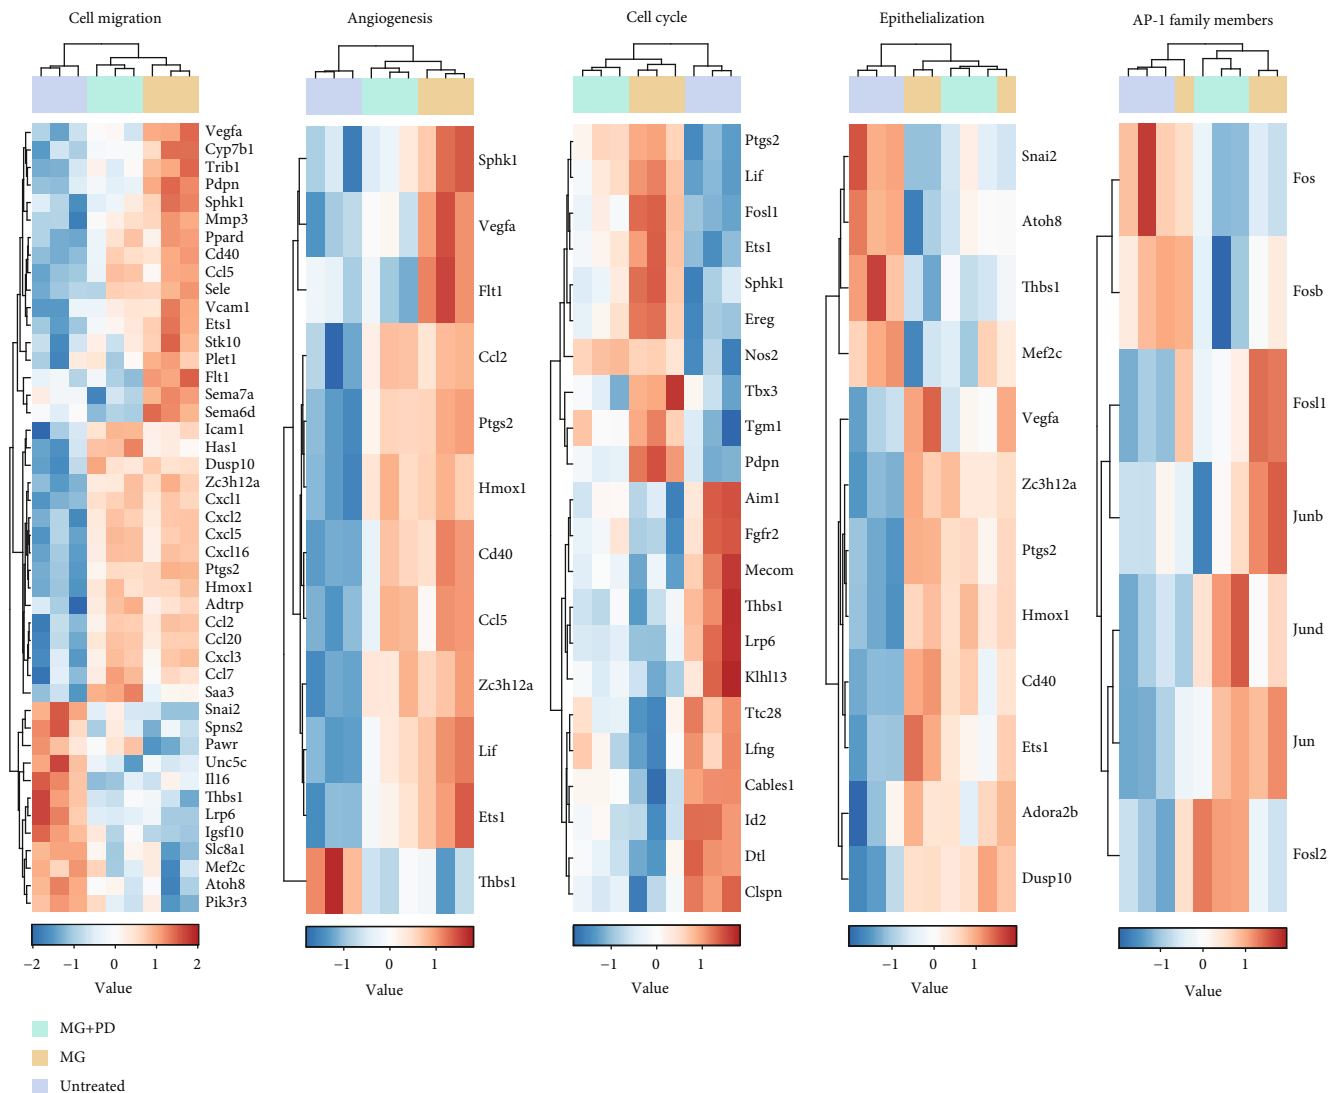 Cell migration
Vegfa
Cyp7b1
Trib1
Pdpn
Sphk1
Mmp3
Ppard
Cd40
Ccl5
Sele
Vcam1
Ets1
Stk10
Plet1
Flt1
Sema7a
Sema6d
Icam1
Has1
Dusp10
Zc3h12a
Cxcl1
Cxcl2
Cxcl5
Cxcl16
Ptgs2
Hmox1
Adtrp
Ccl2
Ccl20
Cxcl3
Ccl7
Saa3
Snai2
Spns2
Pawr
Unc5c
Il16
Thbs1
Lrp6
Igsf10
Slc8a1
Mef2c
Atoh8
Pik3r3
−2 −1 0 1 2
Value
Angiogenesis
Sphk1
Vegfa
Flt1
Ccl2
Ptgs2
Hmox1
Cd40
Ccl5
Zc3h12a
Lif
Ets1
Thbs1
−1 0 1
Value
Cell cycle
Ptgs2
Lif
Fosl1
Ets1
Sphk1
Ereg
Nos2
Tbx3
Tgm1
Pdpn
Aim1
Fgfr2
Mecom
Thbs1
Lrp6
Klhl13
Ttc28
Lfng
Cables1
Id2
Dtl
Clspn
−1 0 1
Value
Epithelialization
Snai2
Atoh8
Thbs1
Mef2c
Vegfa
Zc3h12a
Ptgs2
Hmox1
Cd40
Ets1
Adora2b
Dusp10
−1 0 1
Value
AP-1 family members
Fos
Fosb
Fosl1
Junb
Jund
Jun
Fosl2
−1 0 1
Value
MG+PD
MG
Untreated